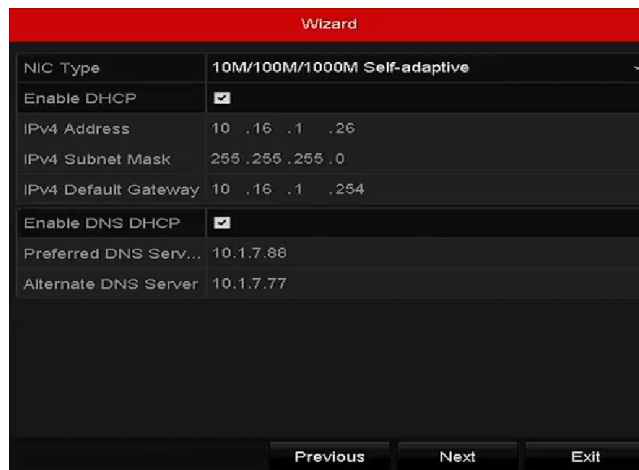 Wizard
NIC Type 10M/100M/1000M Self-adaptive
Enable DHCP
IPv4 Address 10 .16 .1 .26
IPv4 Subnet Mask 255.255.255.0
IPv4 Default Gateway 10 .16 .1 .254
Enable DNS DHCP
Preferred DNS Serv... 10.1.7.88
Alternate DNS Server 10.1.7.77
Previous Next Exit